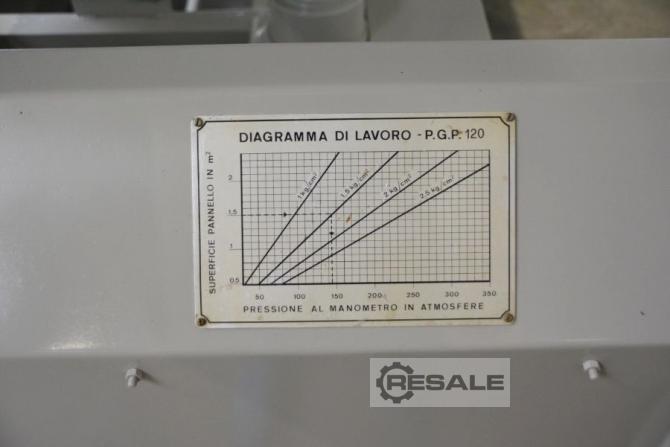 DIAGRAMMA DI LAVORO - P.G.P. 120
SUPERFICIE PANNELLO IN m²
2
1,5
1
0,5
1 kg/cm²
1,5 kg/cm²
2 kg/cm²
2,5 kg/cm²
50 100 150 200 250 300 350
PRESSIONE AL MANOMETRO IN ATMOSFERE
RESALE